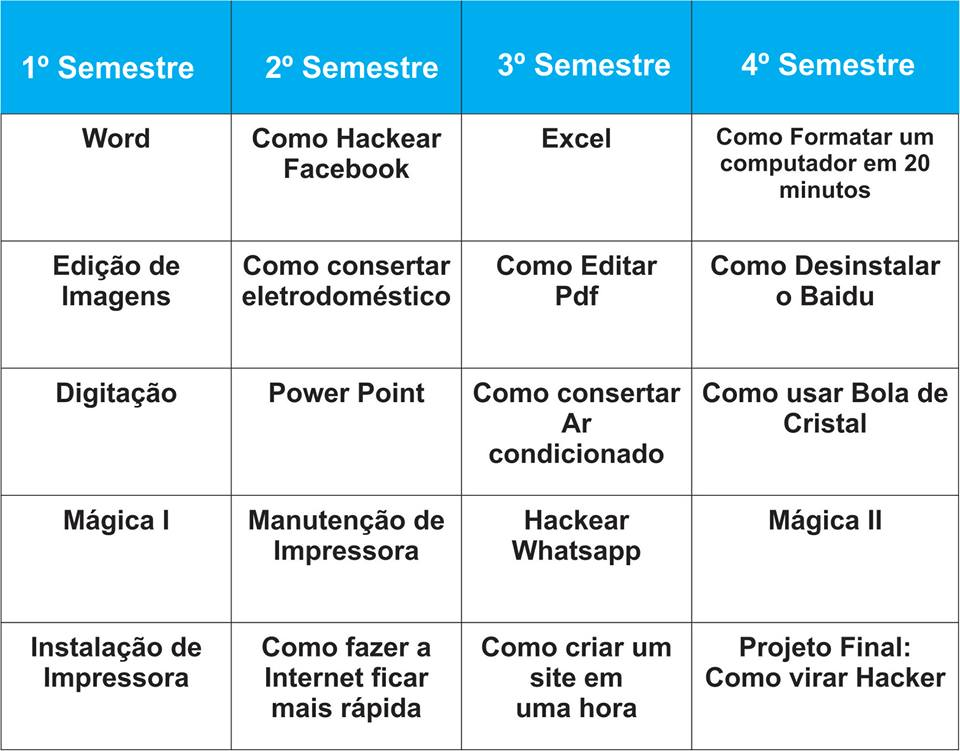 1º Semestre
2º Semestre
3º Semestre
4º Semestre
Word
Como Hackear
Facebook
Excel
Como Formatar um
computador em 20
minutos
Edição de
Imagens
Como consertar
eletrodoméstico
Como Editar
Pdf
Como Desinstalar
o Baidu
Digitação
Power Point
Como consertar
Ar
condicionado
Como usar Bola de
Cristal
Mágica I
Manutenção de
Impressora
Hackear
Whatsapp
Mágica II
Instalação de
Impressora
Como fazer a
Internet ficar
mais rápida
Como criar um
site em
uma hora
Projeto Final:
Como virar Hacker